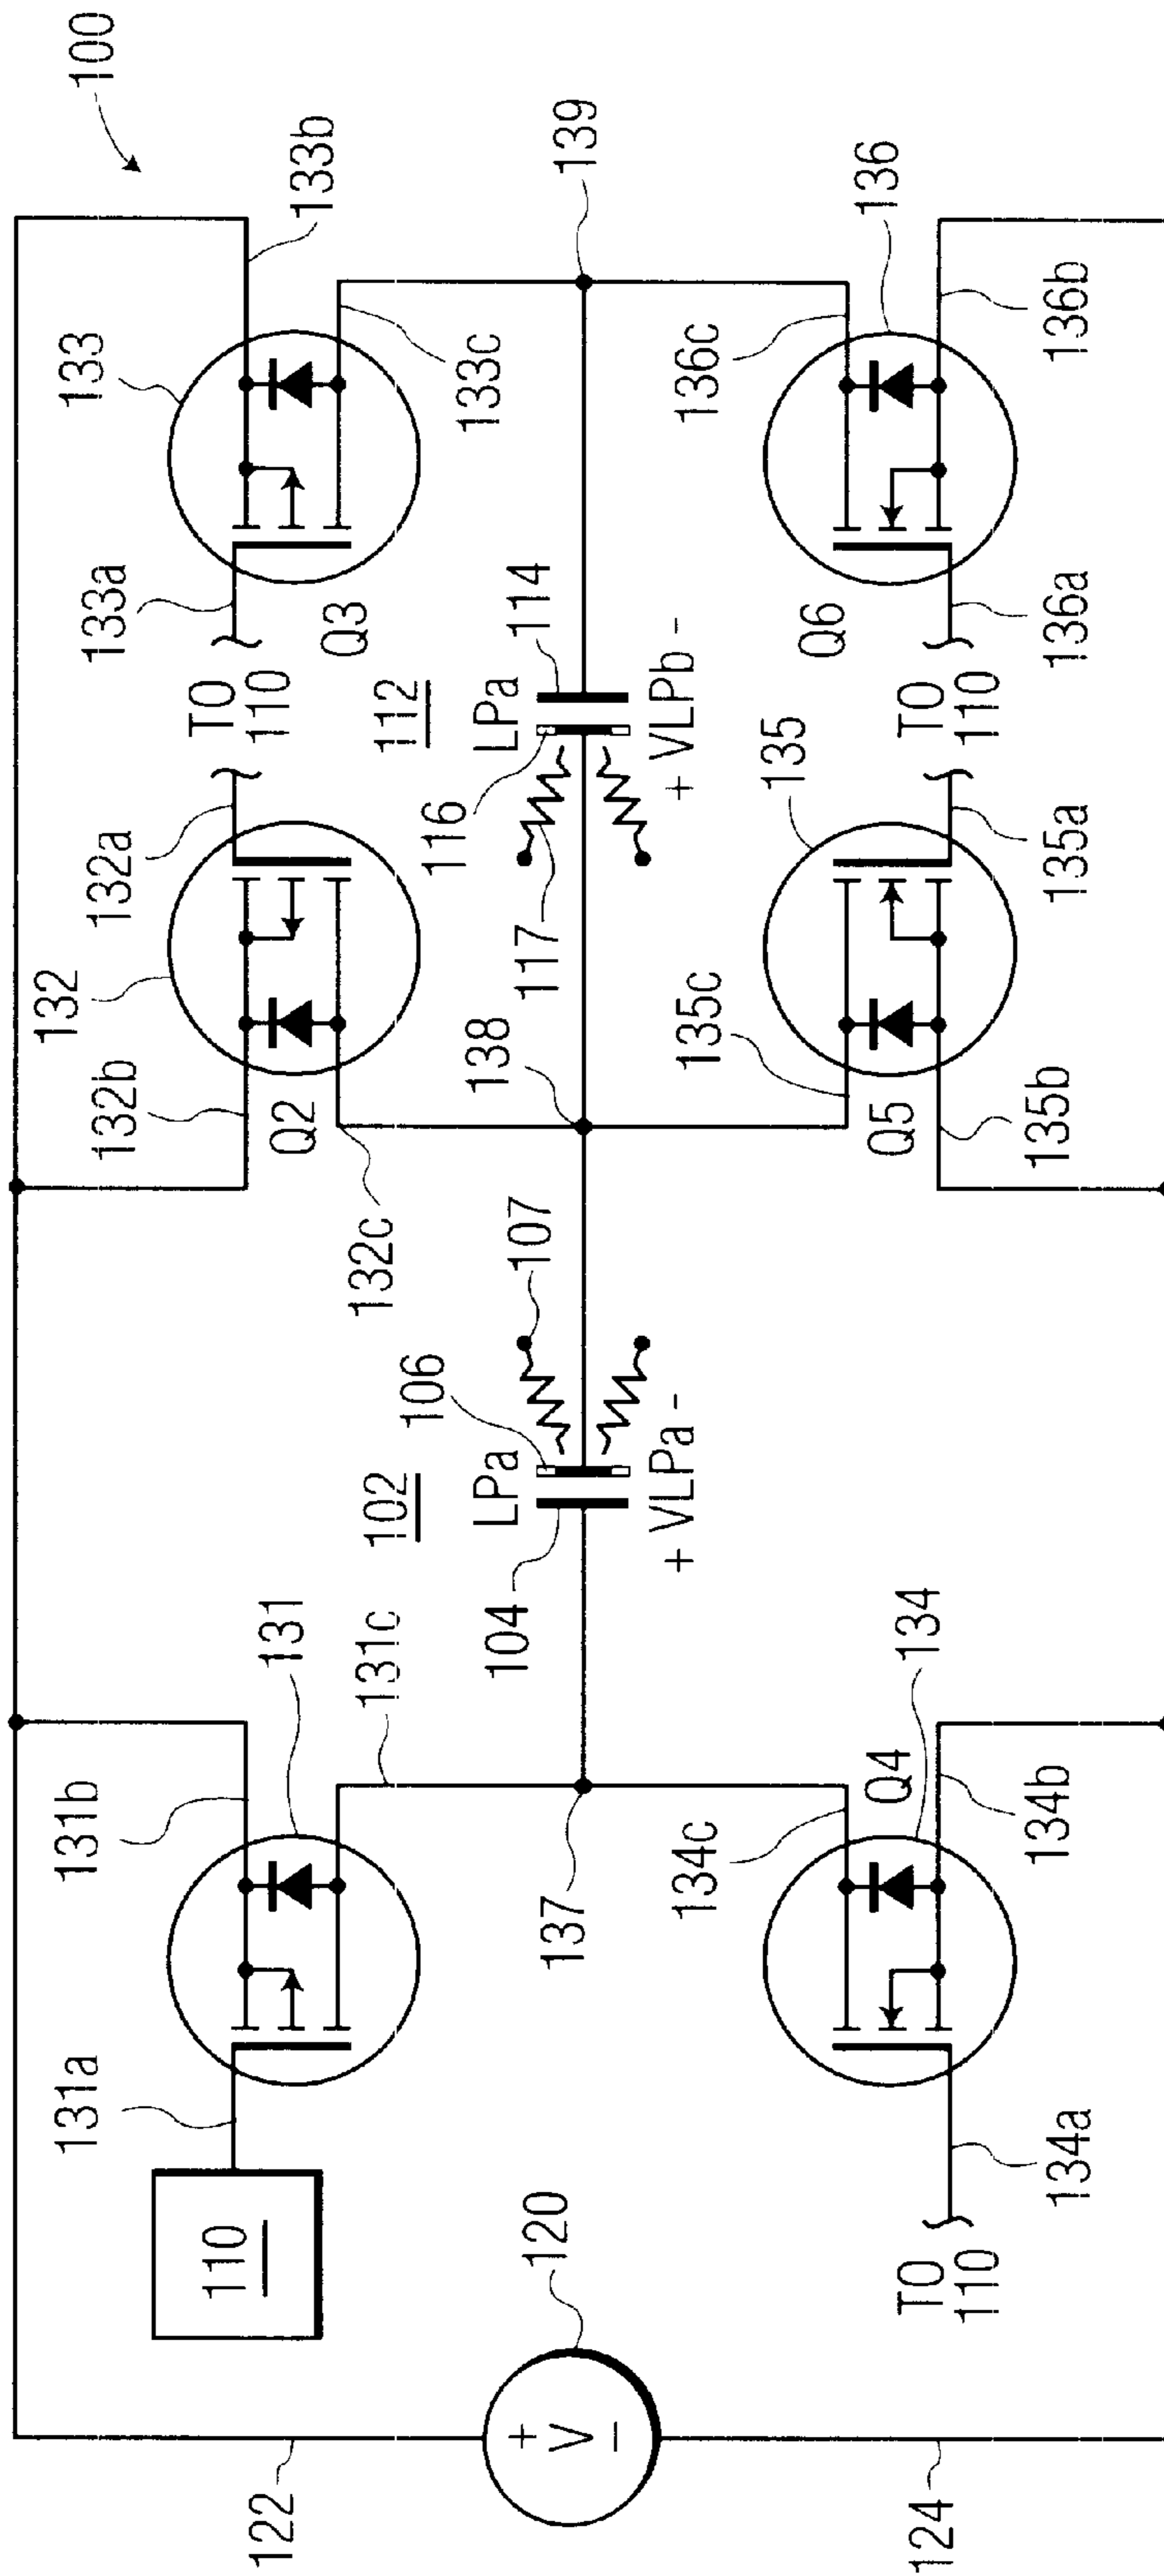 100
131b
131
131a
110
131c
132b
132
132a
Q2
132c
TO
110
133a
133
133b
Q3
133c
122
+
V
-
120
137
104
102
LPa
106
107
+ VLPa -
138
117
116
112
LPa
114
+ VLPb -
139
134c
Q4
134
134b
134a
TO
110
135c
Q5
135b
135
135a
TO
110
Q6
136a
136c
136
136b
124